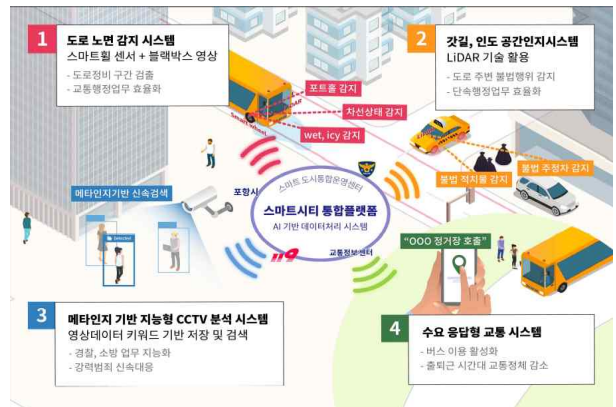 1
도로 노면 감지 시스템
스마트휠 센서 + 블랙박스 영상
- 도로정비 구간 검출
- 교통행정업무 효율화
2
갓길, 인도 공간인지시스템
LiDAR 기술 활용
- 도로 주변 불법행위 감지
- 단속행정업무 효율화
LiDAR
Smart Wheel
포트홀 감지
차선상태 감지
wet, icy 감지
불법 적치물 감지
불법 주정차 감지
메타인지기반 신속검색
포항시
스마트 도시통합운영센터
스마트시티 통합플랫폼
AI 기반 데이터처리 시스템
119
교통정보센터
"OOO 정거장 호출"
3
메타인지 기반 지능형 CCTV 분석 시스템
영상데이터 키워드 기반 저장 및 검색
- 경찰, 소방 업무 지능화
- 강력범죄 신속대응
4
수요 응답형 교통 시스템
- 버스 이용 활성화
- 출퇴근 시간대 교통정체 감소